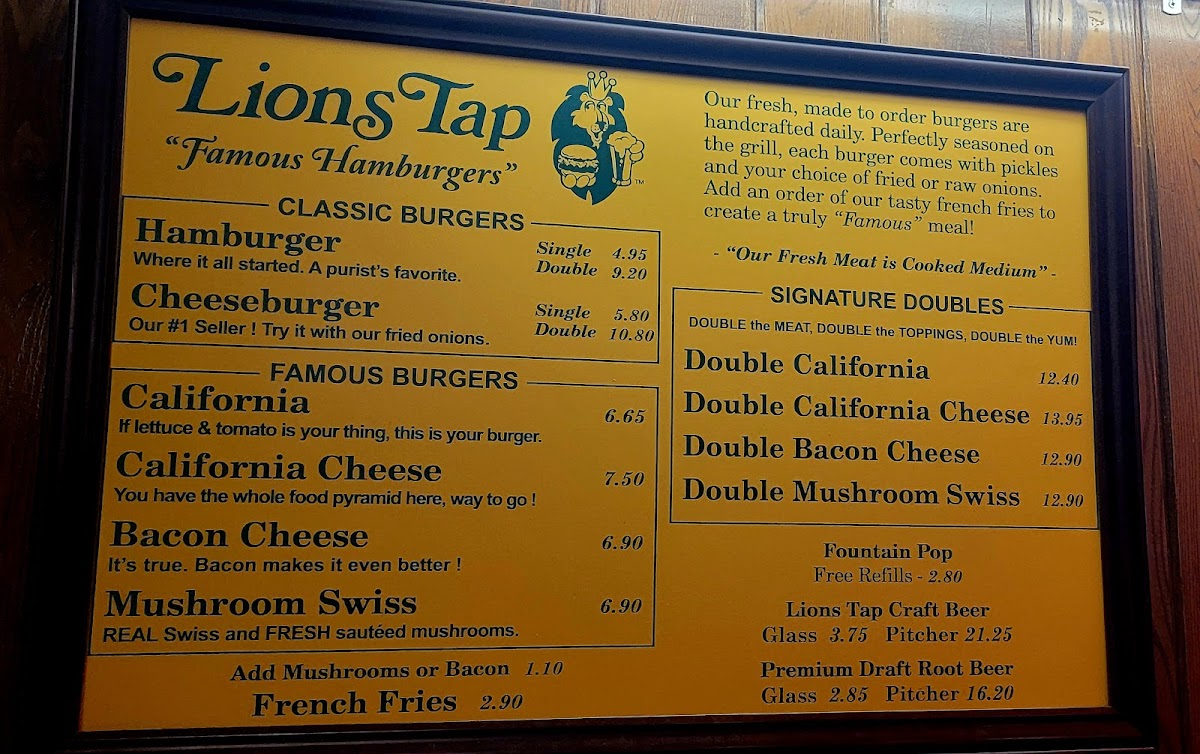 Lions Tap
“Famous Hamburgers”
™
CLASSIC BURGERS
Hamburger Single 4.95
Where it all started. A purist's favorite. Double 9.20
Cheeseburger Single 5.80
Our #1 Seller ! Try it with our fried onions. Double 10.80
FAMOUS BURGERS
California 6.65
If lettuce & tomato is your thing, this is your burger.
California Cheese 7.50
You have the whole food pyramid here, way to go !
Bacon Cheese 6.90
It's true. Bacon makes it even better !
Mushroom Swiss 6.90
REAL Swiss and FRESH sautéed mushrooms.
Add Mushrooms or Bacon 1.10
French Fries 2.90
Our fresh, made to order burgers are
handcrafted daily. Perfectly seasoned on
the grill, each burger comes with pickles
and your choice of fried or raw onions.
Add an order of our tasty french fries to
create a truly “Famous” meal!
- “Our Fresh Meat is Cooked Medium” -
SIGNATURE DOUBLES
DOUBLE the MEAT, DOUBLE the TOPPINGS, DOUBLE the YUM!
Double California 12.40
Double California Cheese 13.95
Double Bacon Cheese 12.90
Double Mushroom Swiss 12.90
Fountain Pop
Free Refills - 2.80
Lions Tap Craft Beer
Glass 3.75 Pitcher 21.25
Premium Draft Root Beer
Glass 2.85 Pitcher 16.20